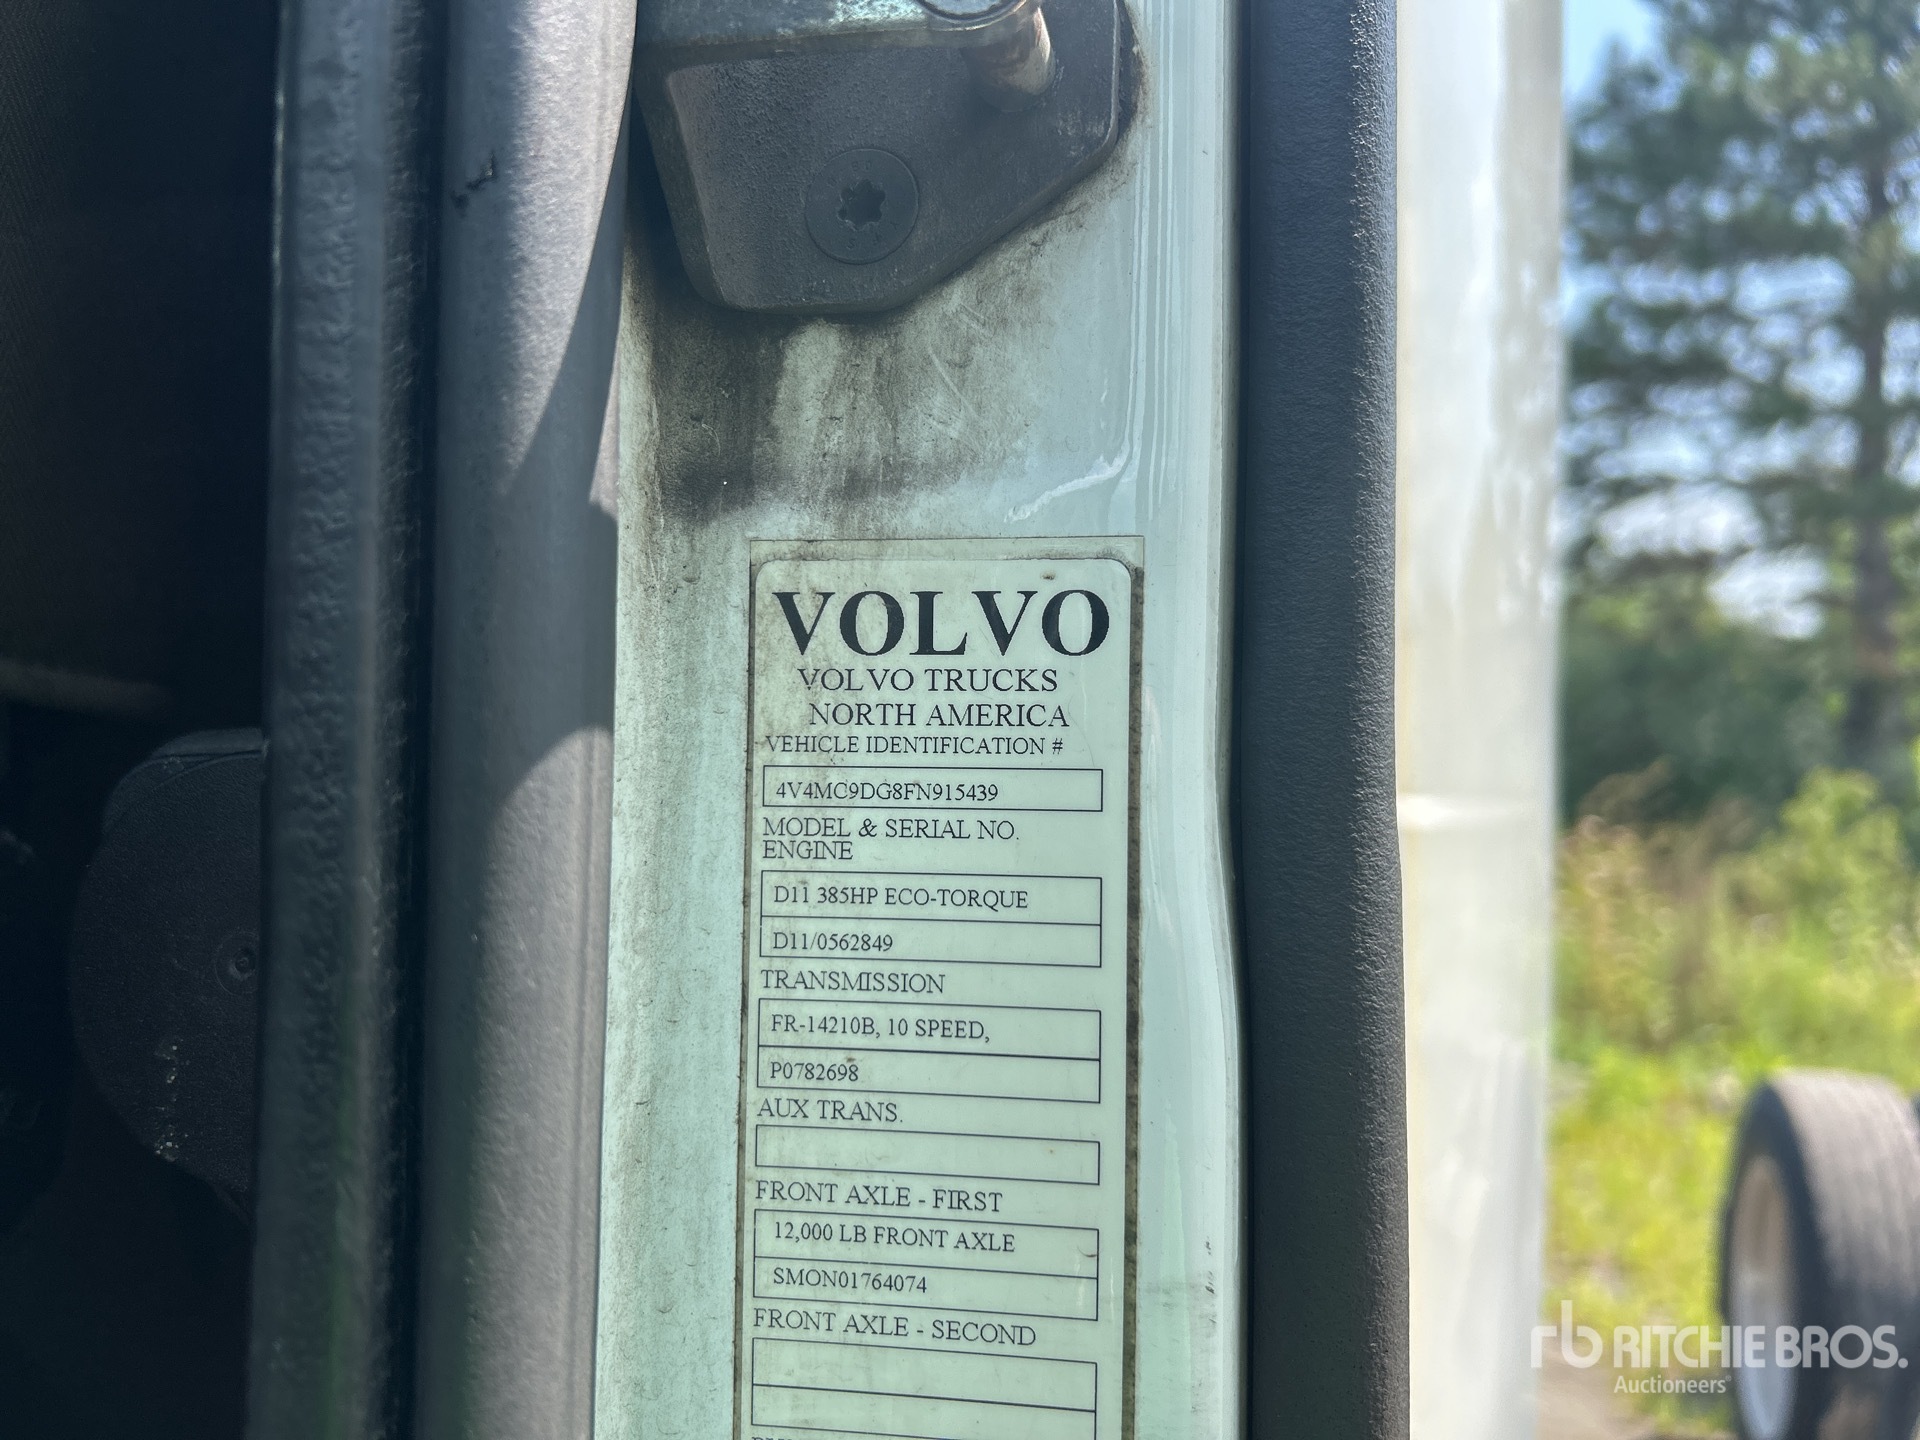 VOLVO
VOLVO TRUCKS
NORTH AMERICA
VEHICLE IDENTIFICATION #
4V4MC9DG8FN915439
MODEL & SERIAL NO.
ENGINE
D11 385HP ECO-TORQUE
D11/0562849
TRANSMISSION
FR-14210B, 10 SPEED,
P0782698
AUX TRANS.
FRONT AXLE - FIRST
12,000 LB FRONT AXLE
SMON01764074
FRONT AXLE - SECOND
rb RITCHIE BROS.
Auctioneers